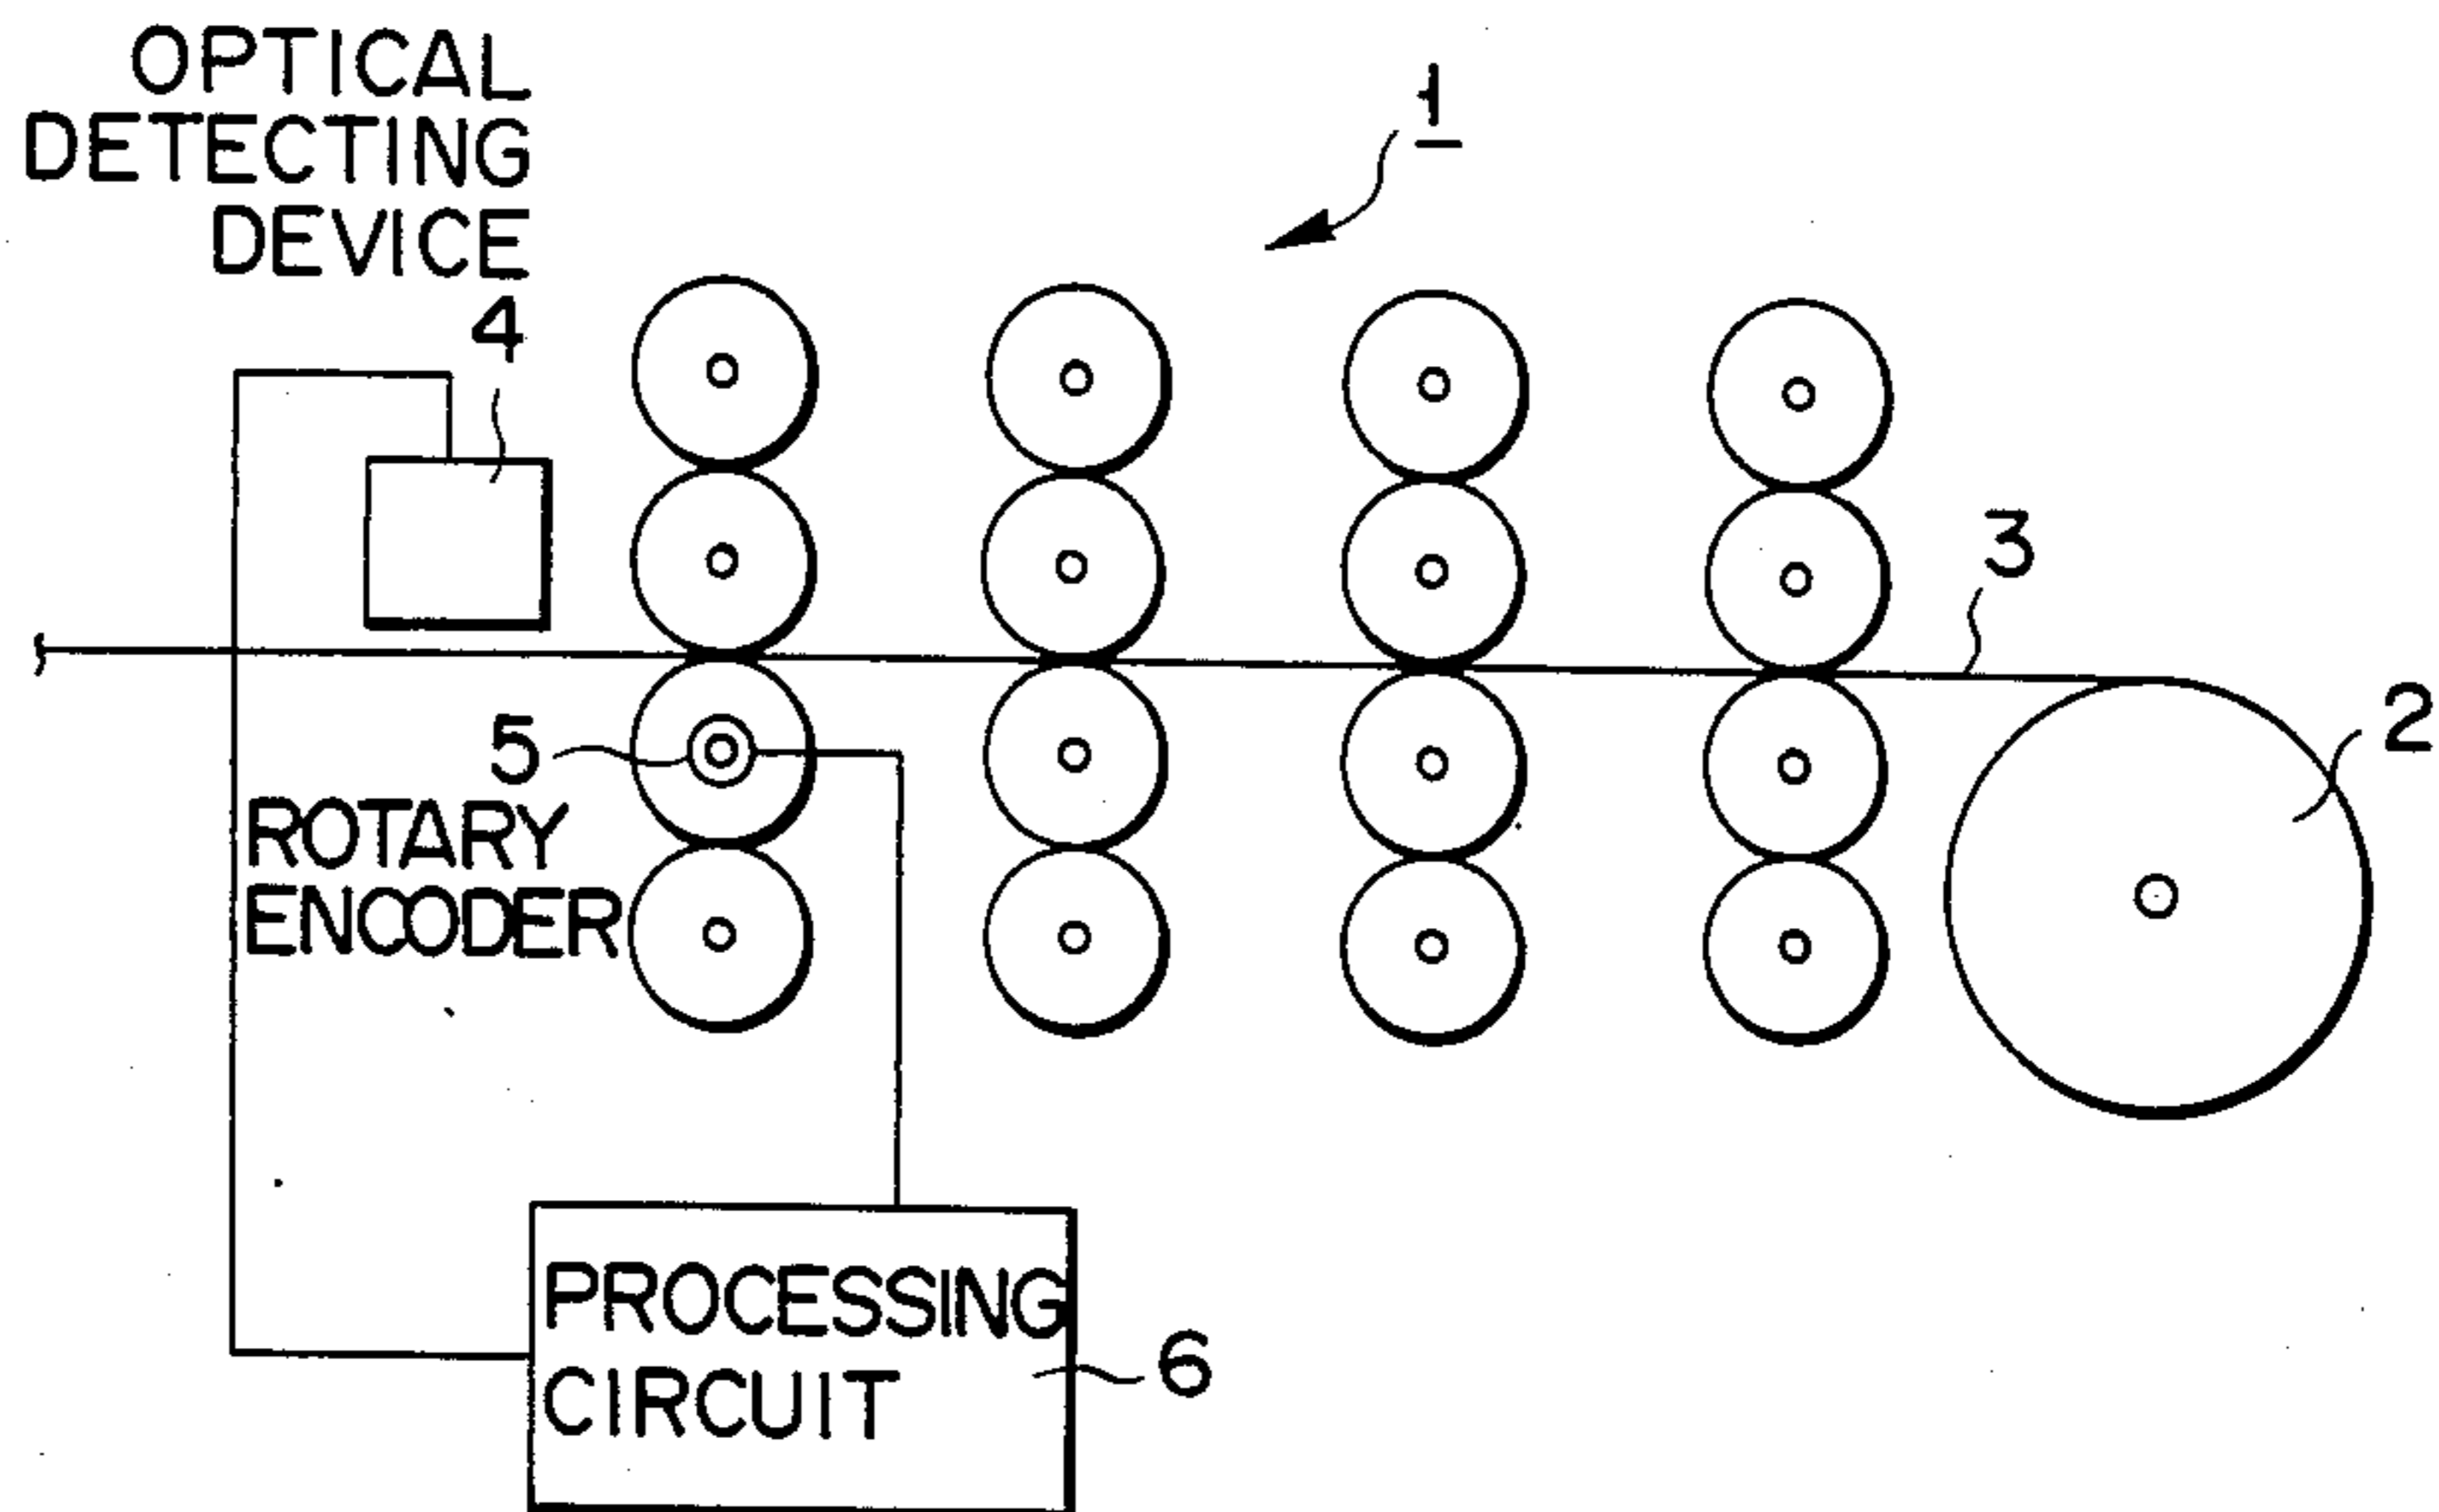 OPTICAL
DETECTING
DEVICE
4
1
3
2
5
ROTARY
ENCODER
PROCESSING
CIRCUIT
6